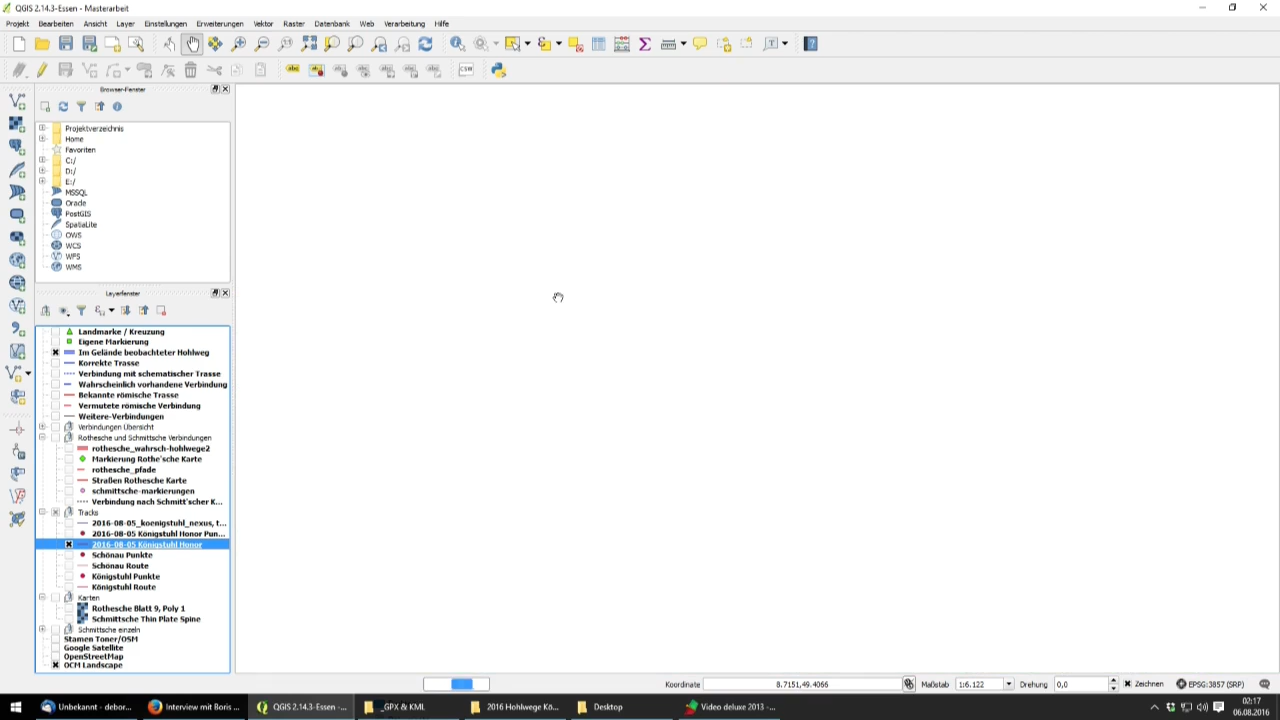 QGIS 2.14.3-Essen - Masterarbeit
Projekt Bearbeiten Ansicht Layer Einstellungen Erweiterungen Vektor Raster Datenbank Web Verarbeitung Hilfe
abc abc CSW
Browser-Fenster
Projektverzeichnis
Home
Favoriten
C:/
D:/
E:/
MSSQL
Oracle
PostGIS
SpatiaLite
OWS
WCS
WFS
WMS
Layerfenster
Landmarke / Kreuzung
Eigene Markierung
Im Gelände beobachteter Hohlweg
Korrekte Trasse
Verbindung mit schematischer Trasse
Wahrscheinlich vorhandene Verbindung
Bekannte römische Trasse
Vermutete römische Verbindung
Weitere-Verbindungen
Verbindungen Übersicht
Rothesche und Schmittsche Verbindungen
rothesche_wahrsch-hohlwege2
Markierung Rothe'sche Karte
rothesche_pfade
Straßen Rothesche Karte
schmittsche-markierungen
Verbindung nach Schmitt'scher K...
Tracks
2016-08-05_koenigstuhl_nexus, t...
2016-08-05 Königstuhl Honor Pun...
2016-08-05 Königstuhl Honor
Schönau Punkte
Schönau Route
Königstuhl Punkte
Königstuhl Route
Karten
Rothesche Blatt 9, Poly 1
Schmittsche Thin Plate Spine
Schmittsche einzeln
Stamen Toner/OSM
Google Satellite
OpenStreetMap
OCM Landscape
Koordinate 8.7151,49.4066 Maßstab 1:6.122 Drehung 0,0 Zeichnen EPSG:3857 (SRP)
Unbekannt - debor... Interview mit Boris ... QGIS 2.14.3-Essen -... _GPX & KML 2016 Hohlwege Kö... Desktop Video deluxe 2013 -...
02:17
06.08.2016